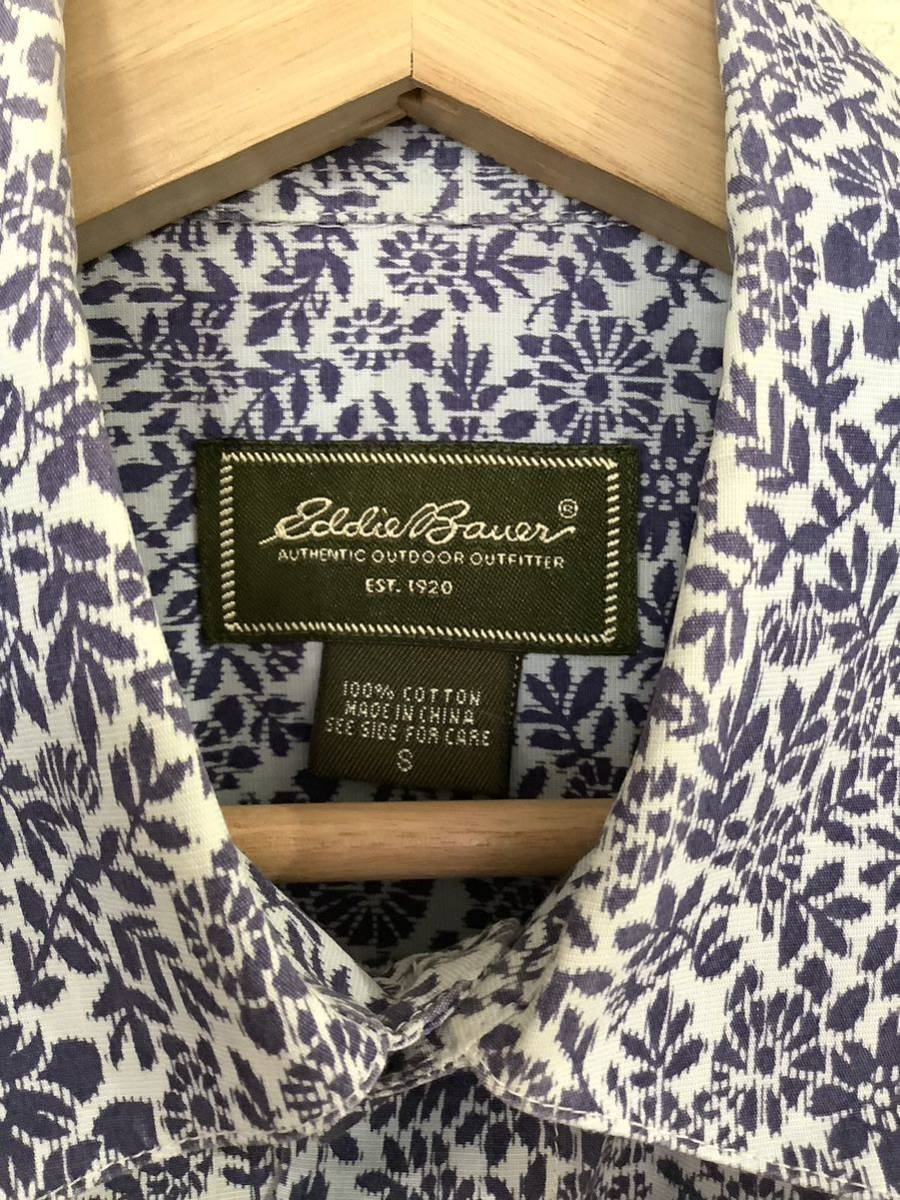 Eddie Bauer ®
AUTHENTIC OUTDOOR OUTFITTER
EST. 1920
100% COTTON
MADE IN CHINA
SEE SIDE FOR CARE
S